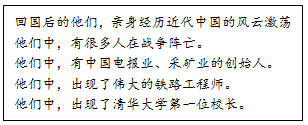 回国后的他们，亲身经历近代中国的风云激荡
他们中，有很多人在战争阵亡。
他们中，有中国电报业、采矿业的创始人。
他们中，出现了伟大的铁路工程师。
他们中，出现了清华大学第一位校长。